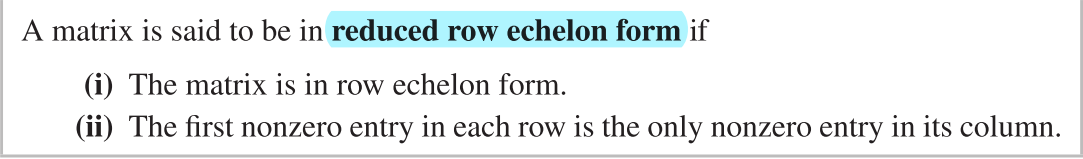 A matrix is said to be in reduced row echelon form if
(i) The matrix is in row echelon form.
(ii) The first nonzero entry in each row is the only nonzero entry in its column.